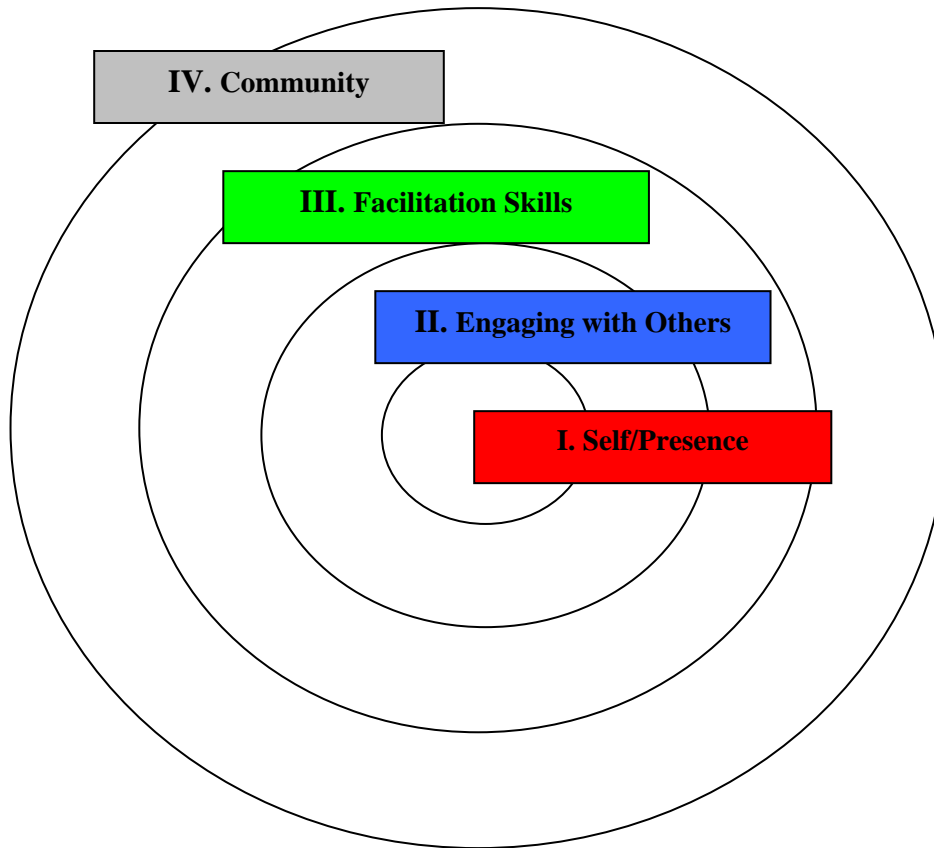 IV. Community
III. Facilitation Skills
II. Engaging with Others
I. Self/Presence